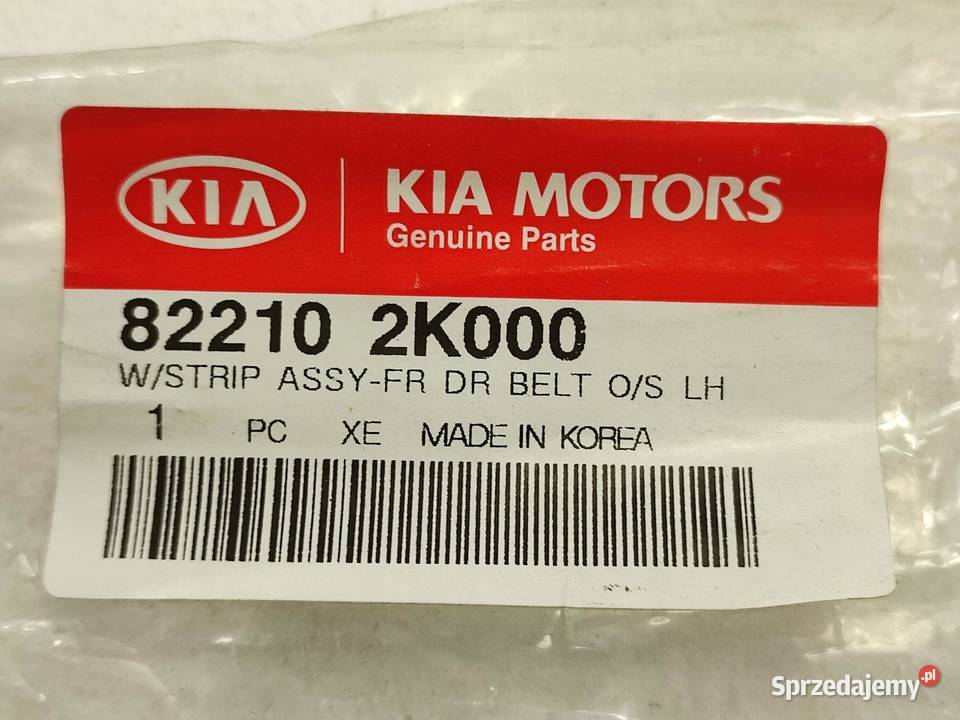 KIA
KIA MOTORS
Genuine Parts
82210 2K000
W/STRIP ASSY-FR DR BELT O/S LH
1 PC XE MADE IN KOREA
Sprzedajemy.pl